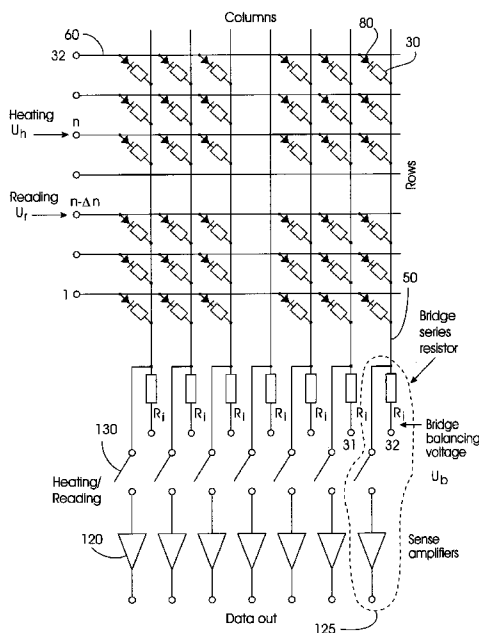 Columns
60
80
30
32
n
Heating
Uh
n-Δn
Reading
Ur
Rows
1
50
Bridge
series
resistor
Ri Ri Ri Ri Ri Ri Ri
31 32
Bridge
balancing
voltage
Ub
130
Heating/
Reading
120
Sense
amplifiers
Data out
125